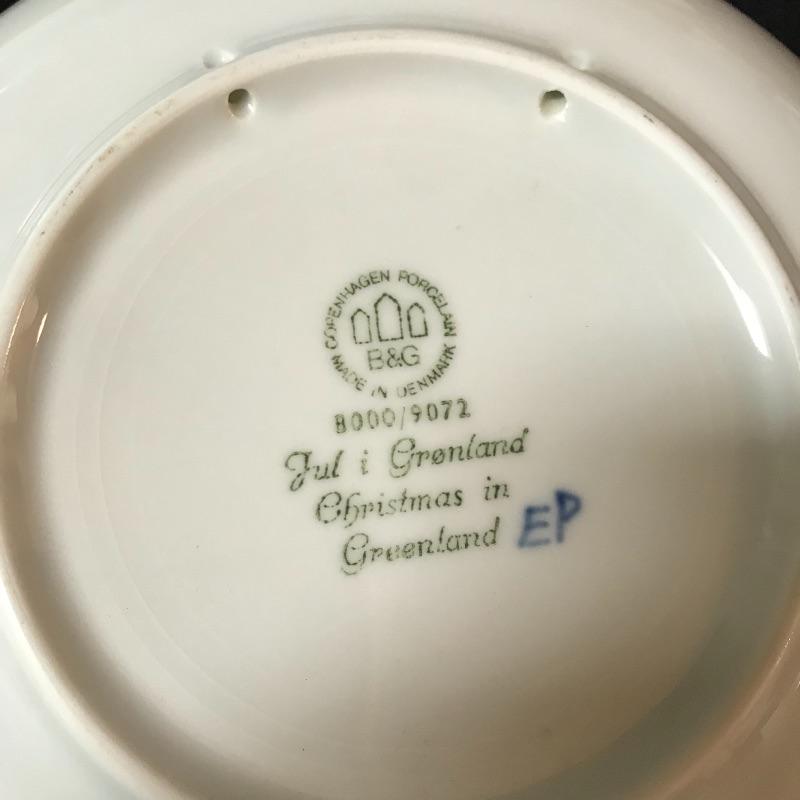 COPENHAGEN PORCELAIN
B&G
MADE IN DENMARK
8000/9072
Jul i Grønland
Christmas in
Greenland
EP